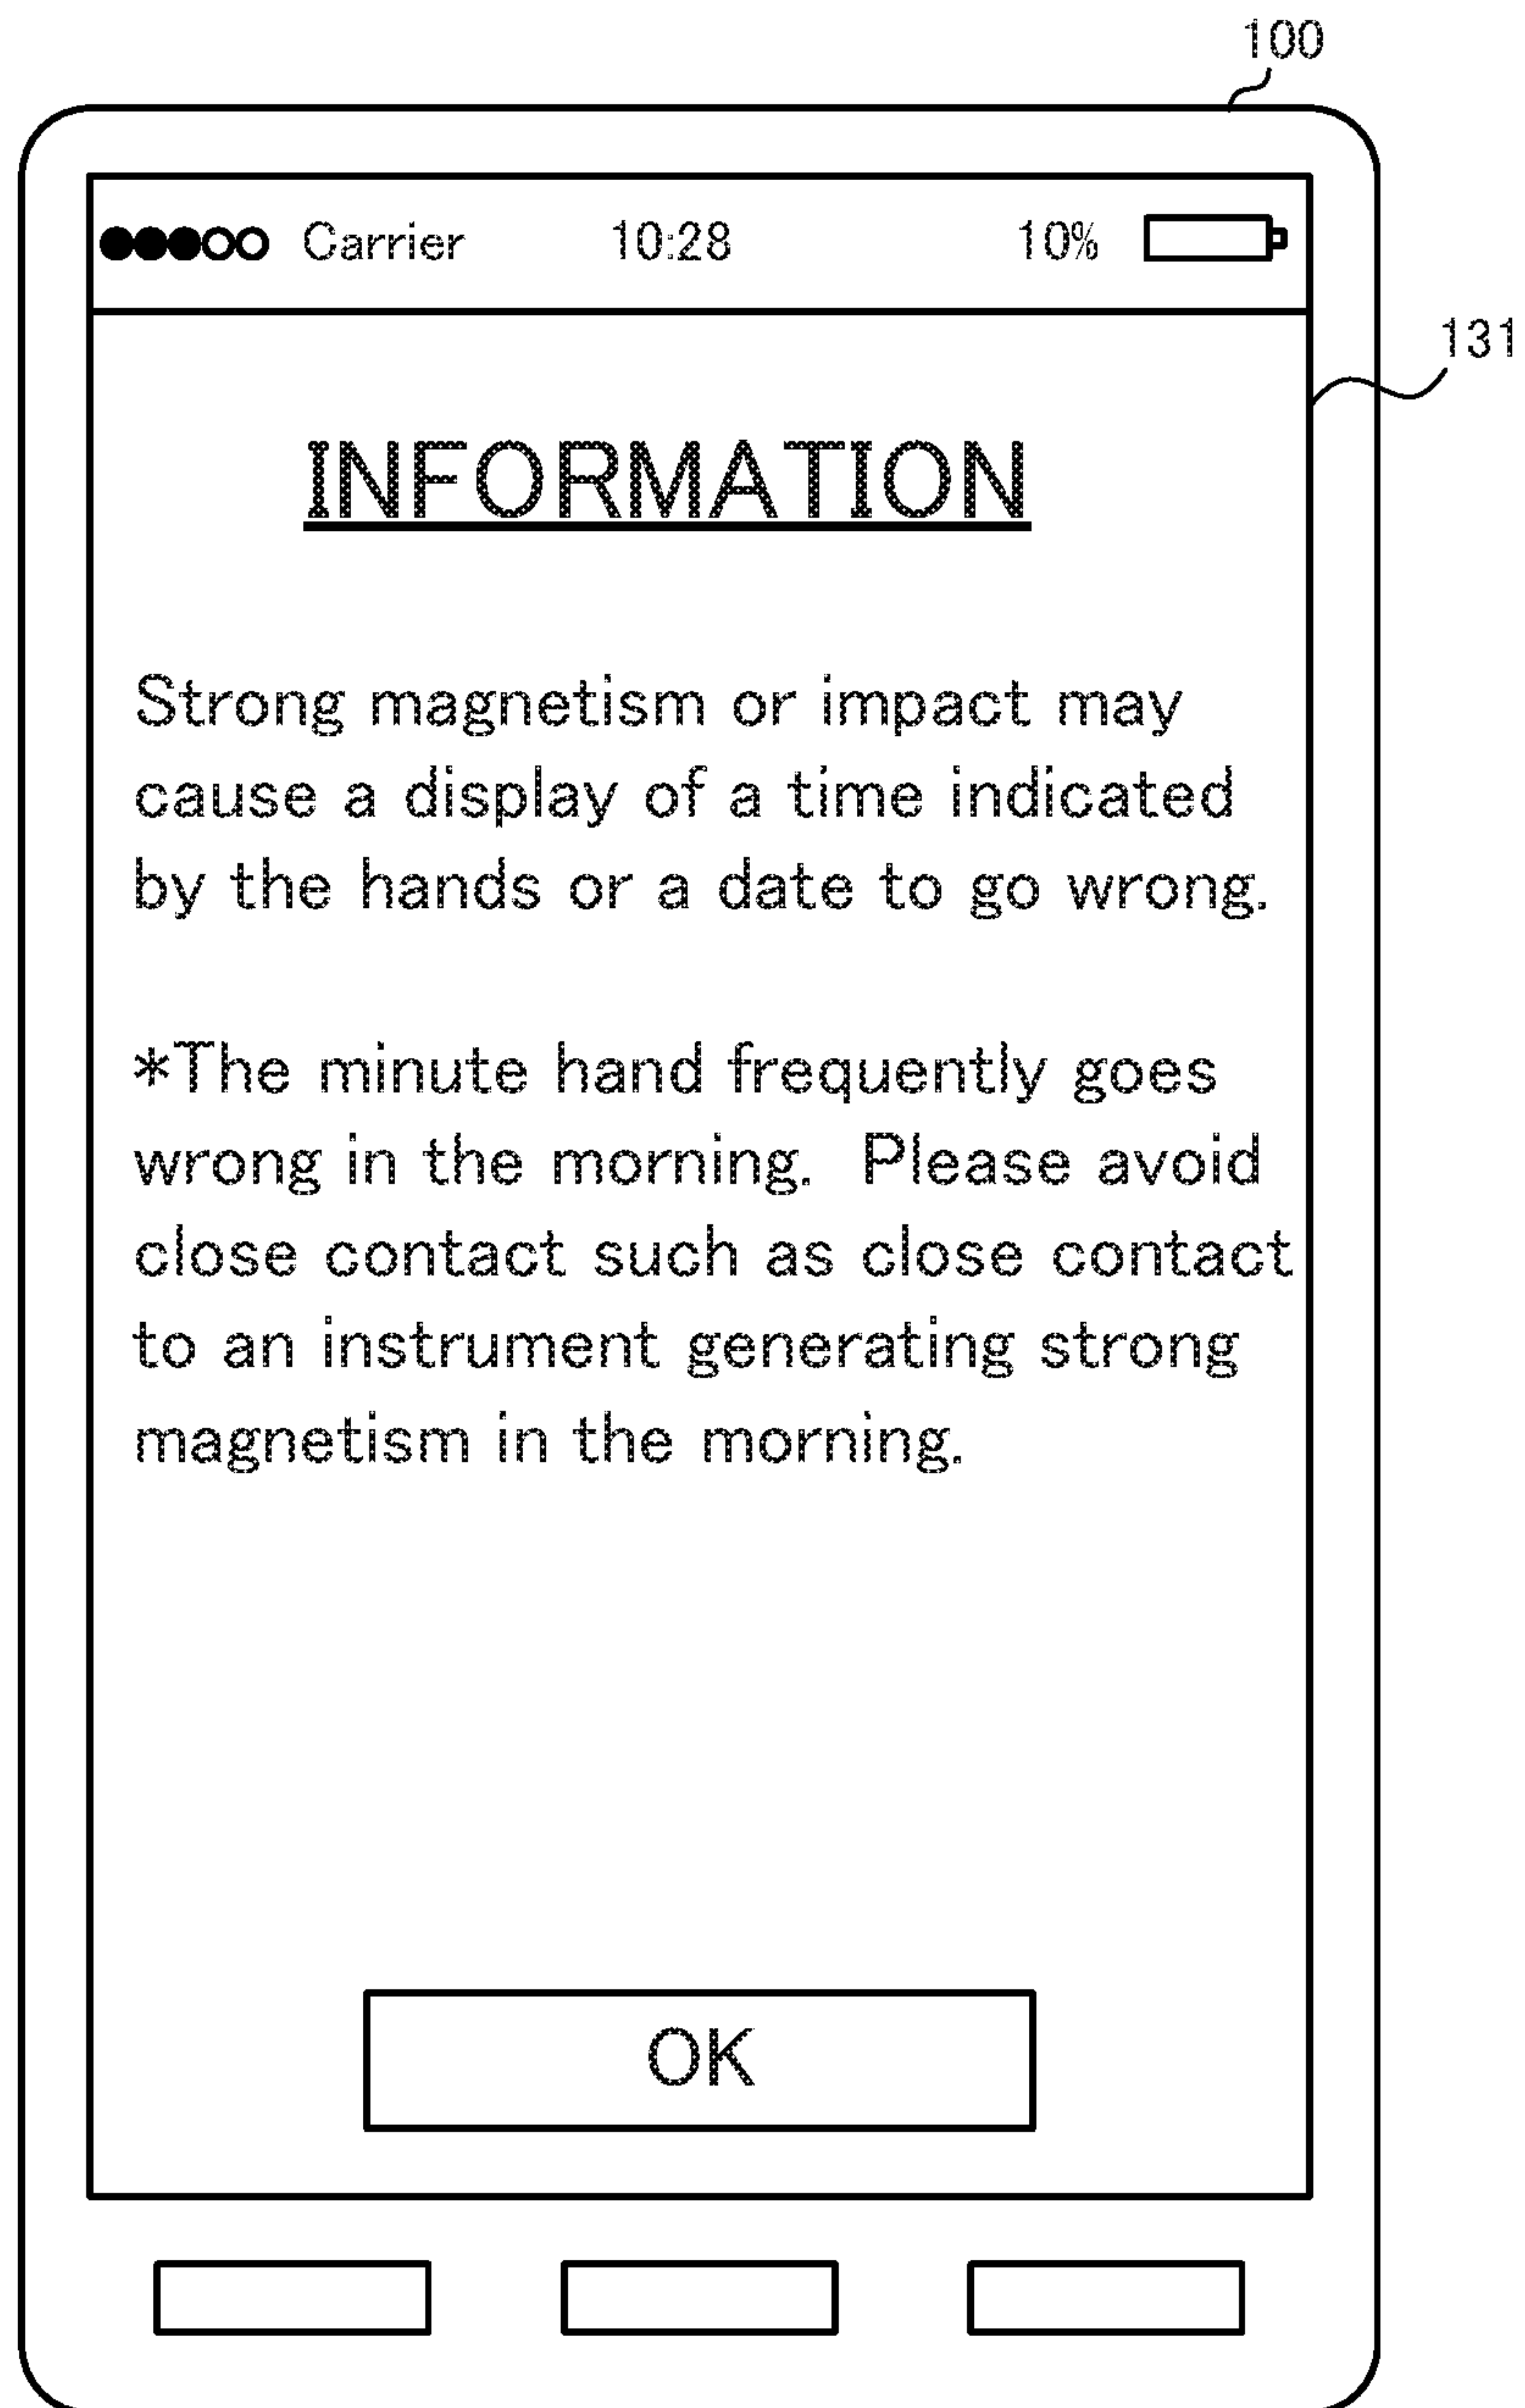 100
Carrier 10:28 10%
131
INFORMATION
Strong magnetism or impact may
cause a display of a time indicated
by the hands or a date to go wrong.
*The minute hand frequently goes
wrong in the morning.  Please avoid
close contact such as close contact
to an instrument generating strong
magnetism in the morning.
OK